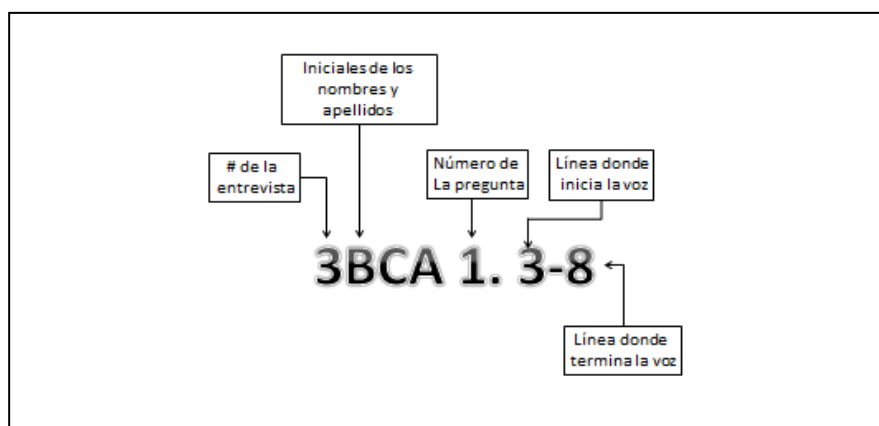 Iniciales de los
nombres y
apellidos
# de la
entrevista
Número de
La pregunta
Línea donde
inicia la voz
3BCA 1. 3-8
Línea donde
termina la voz